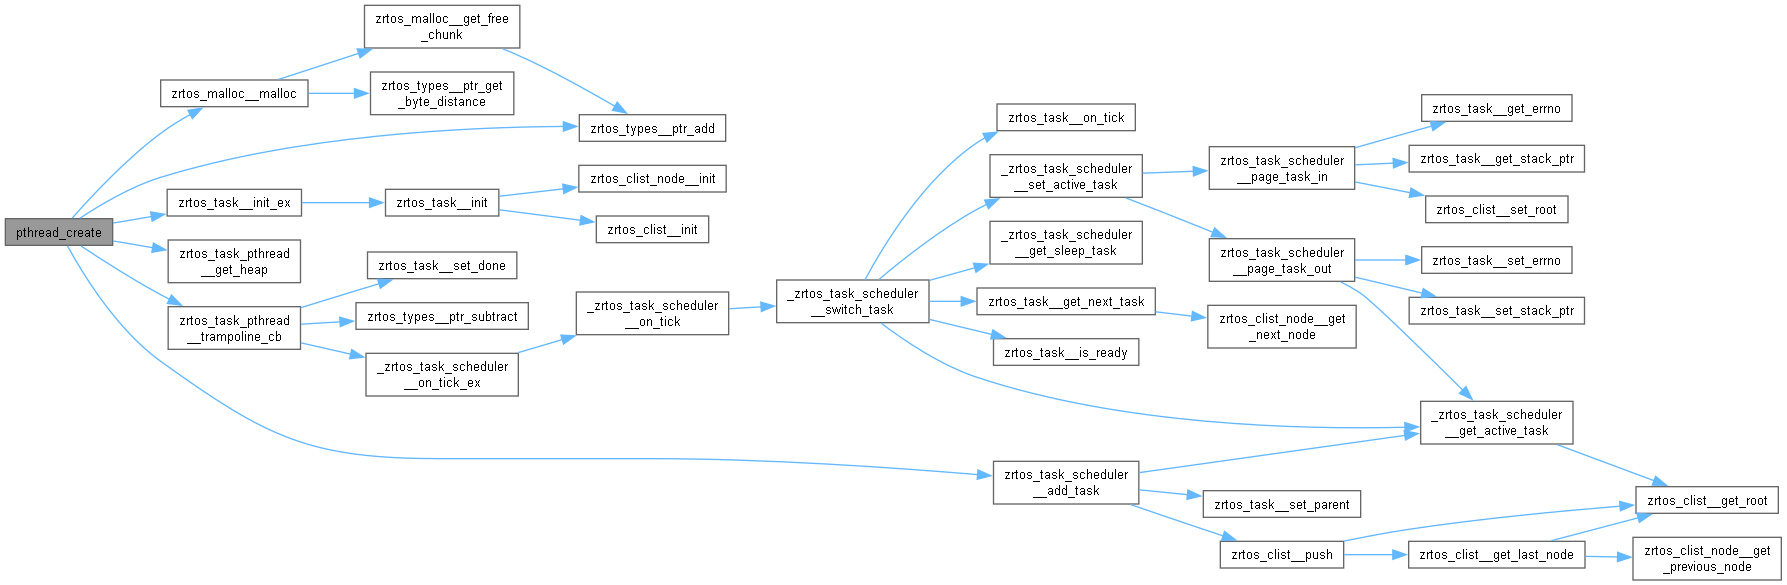 pthread_create
zrtos_malloc__malloc
zrtos_malloc__get_free
_chunk
zrtos_types__ptr_get
_byte_distance
zrtos_types__ptr_add
zrtos_task__init_ex
zrtos_task__init
zrtos_clist_node__init
zrtos_clist__init
zrtos_task_pthread
__get_heap
zrtos_task_pthread
__trampoline_cb
zrtos_task__set_done
zrtos_types__ptr_subtract
_zrtos_task_scheduler
__on_tick_ex
_zrtos_task_scheduler
__on_tick
_zrtos_task_scheduler
__switch_task
zrtos_task__on_tick
_zrtos_task_scheduler
__set_active_task
_zrtos_task_scheduler
__get_sleep_task
zrtos_task__get_next_task
zrtos_task__is_ready
zrtos_task_scheduler
__page_task_in
zrtos_task_scheduler
__page_task_out
zrtos_clist_node__get
_next_node
zrtos_task__get_errno
zrtos_task__get_stack_ptr
zrtos_clist__set_root
zrtos_task__set_errno
zrtos_task__set_stack_ptr
_zrtos_task_scheduler
__get_active_task
zrtos_task_scheduler
__add_task
zrtos_task__set_parent
zrtos_clist__push
zrtos_clist__get_last_node
zrtos_clist__get_root
zrtos_clist_node__get
_previous_node